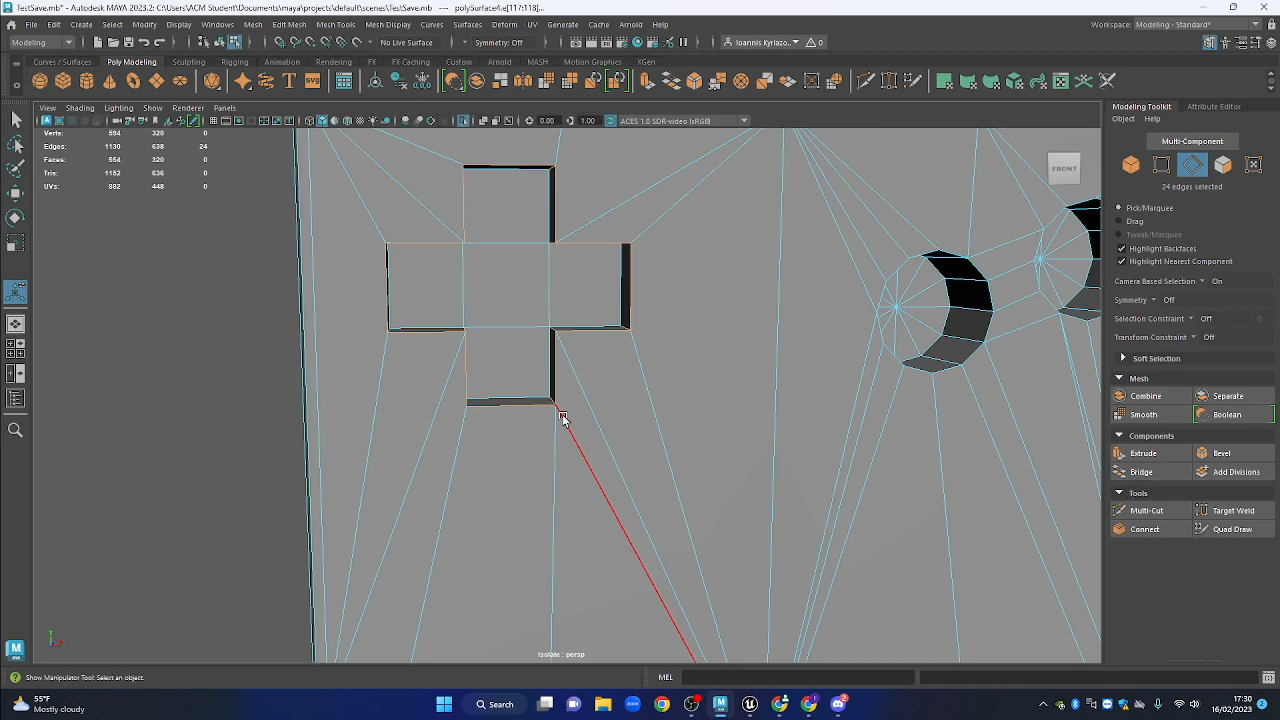 TestSave.mb* - Autodesk MAYA 2023.2: C:\Users\ACM Student\Documents\maya\projects\default\scenes\TestSave.mb --- polySurface4.e[117:118]...
File Edit Create Select Modify Display Windows Mesh Edit Mesh Mesh Tools Mesh Display Curves Surfaces Deform UV Generate Cache Arnold Help
Workspace: Modeling - Standard*
Modeling
No Live Surface
Symmetry: Off
Ioannis Kyriazo..
0
Curves / Surfaces Poly Modeling Sculpting Rigging Animation Rendering FX FX Caching Custom Arnold MASH Motion Graphics XGen
SVG
View Shading Lighting Show Renderer Panels
0.00 1.00 ACES 1.0 SDR-video (sRGB)
Verts: 594 320 0
Edges: 1130 638 24
Faces: 554 320 0
Tris: 1152 636 0
UVs: 882 448 0
FRONT
Isolate : persp
Modeling Toolkit Attribute Editor
Object Help
Multi-Component
24 edges selected
Pick/Marquee
Drag
Tweak/Marquee
Highlight Backfaces
Highlight Nearest Component
Camera Based Selection On
Symmetry Off
Selection Constraint Off 0
Transform Constraint Off
Soft Selection
Mesh
Combine Separate
Smooth Boolean
Components
Extrude Bevel
Bridge Add Divisions
Tools
Multi-Cut Target Weld
Connect Quad Draw
Show Manipulator Tool: Select an object.
MEL
55°F
Mostly cloudy
Search
zoom
17:30
16/02/2023